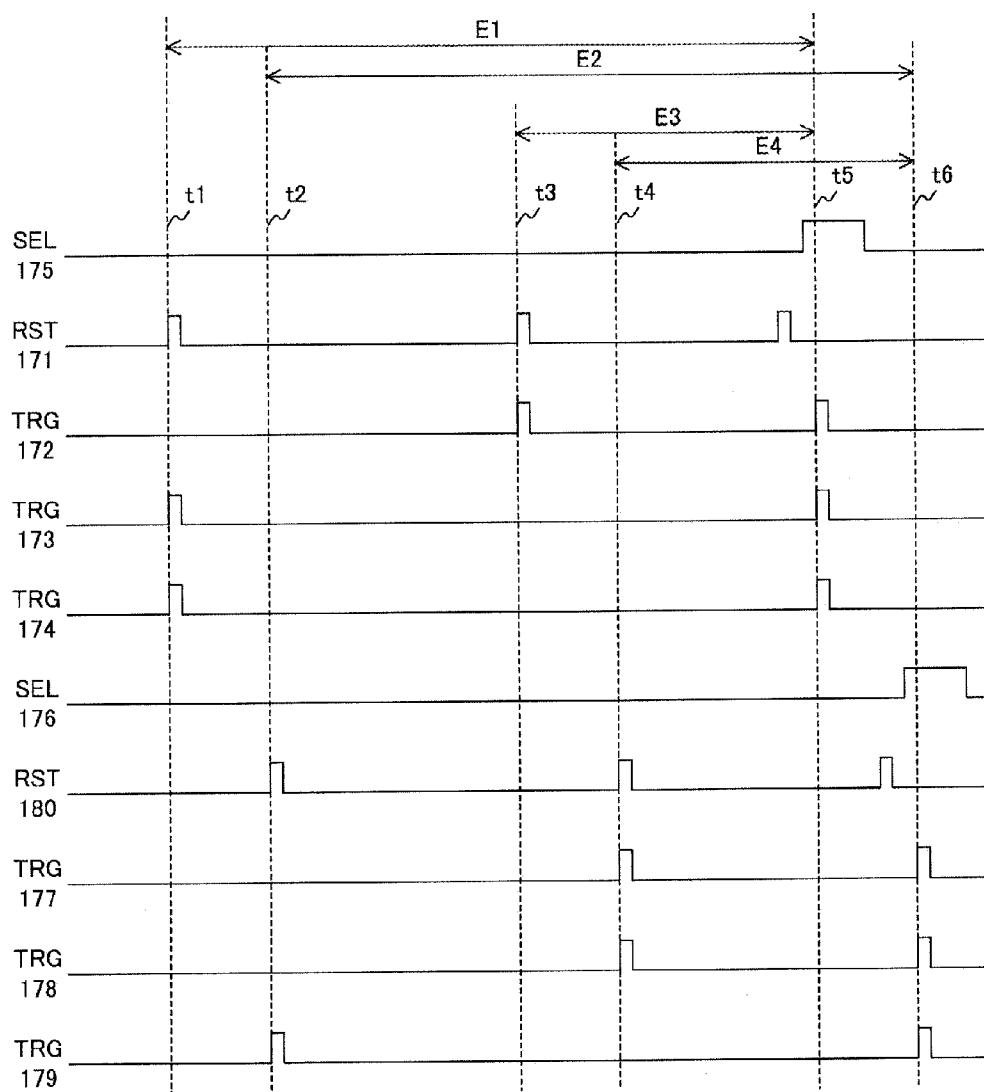 E1
E2
E3
E4
t1
t2
t3
t4
t5
t6
SEL
175
RST
171
TRG
172
TRG
173
TRG
174
SEL
176
RST
180
TRG
177
TRG
178
TRG
179